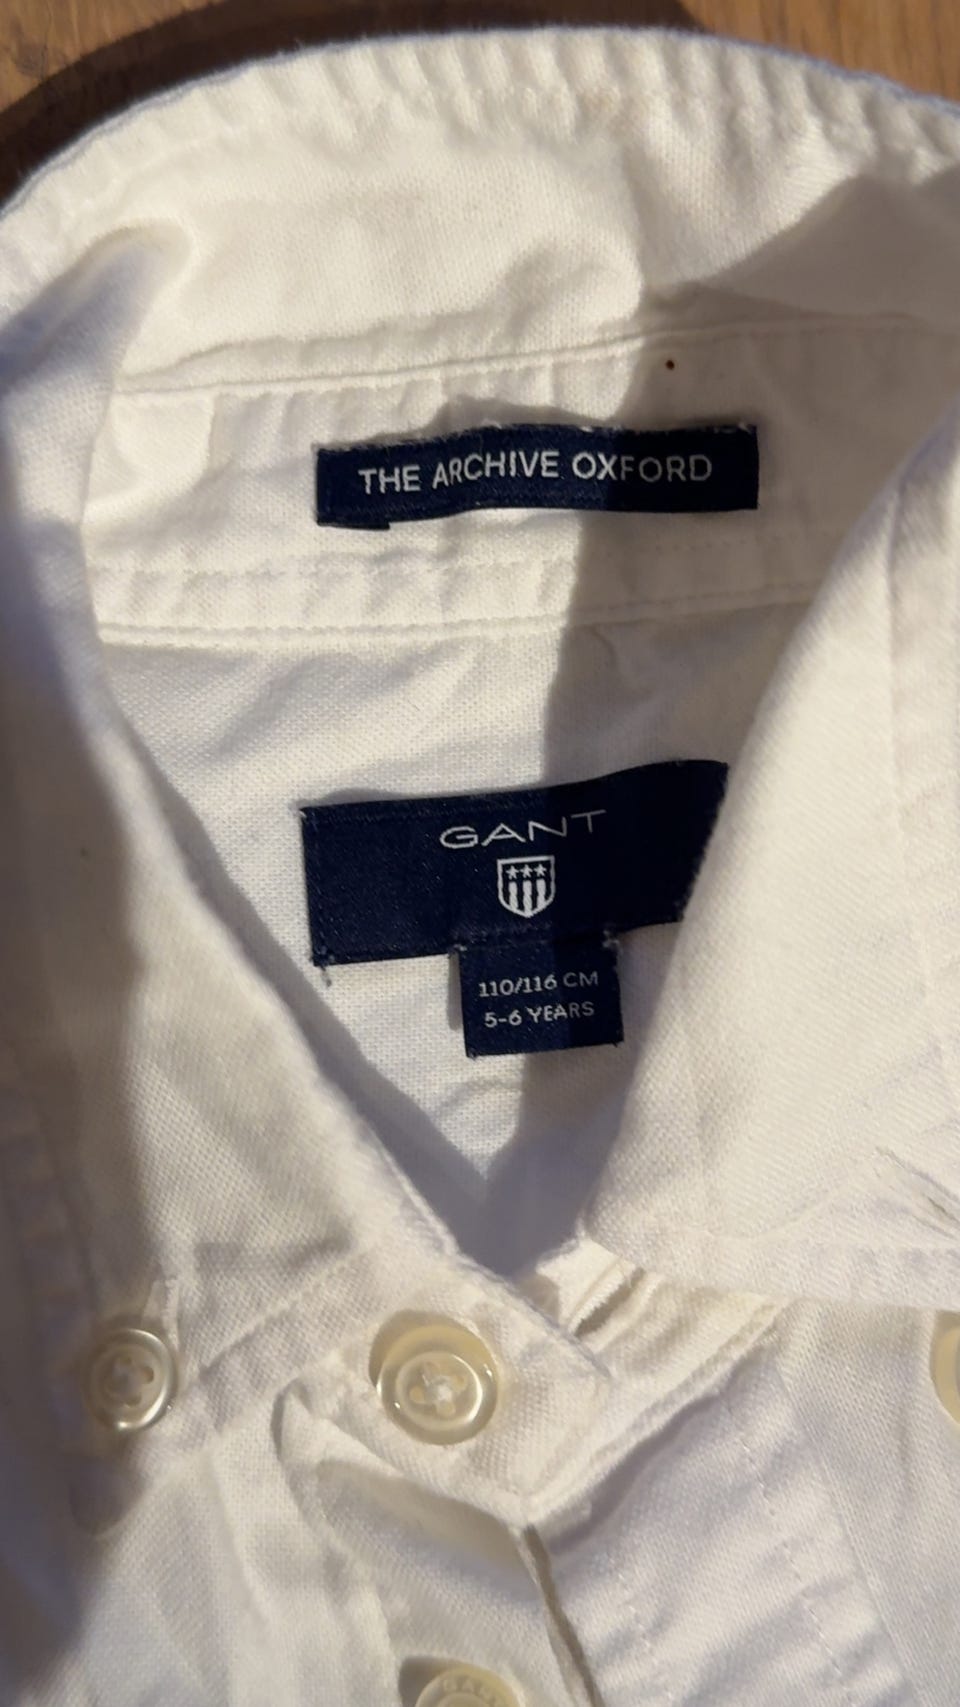 THE ARCHIVE OXFORD
GANT
110/116 CM
5-6 YEARS